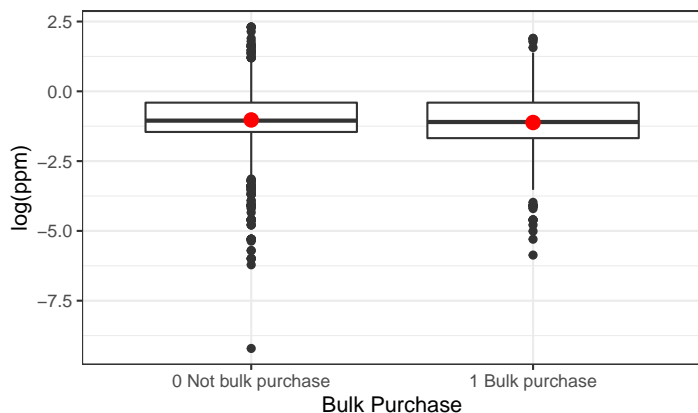 2.5
0.0
−2.5
−5.0
−7.5
log(ppm)
0 Not bulk purchase
1 Bulk purchase
Bulk Purchase